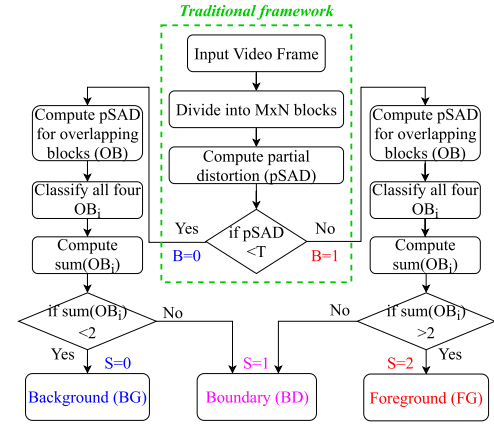 Traditional framework
Input Video Frame
Divide into MxN blocks
Compute partial
distortion (pSAD)
if pSAD
<T
Yes
B=0
No
B=1
Compute pSAD
for overlapping
blocks (OB)
Classify all four
OBi
Compute
sum(OBi)
if sum(OBi)
<2
Yes
S=0
No
Background (BG)
Compute pSAD
for overlapping
blocks (OB)
Classify all four
OBi
Compute
sum(OBi)
if sum(OBi)
>2
No
Yes
S=1
S=2
Boundary (BD)
Foreground (FG)